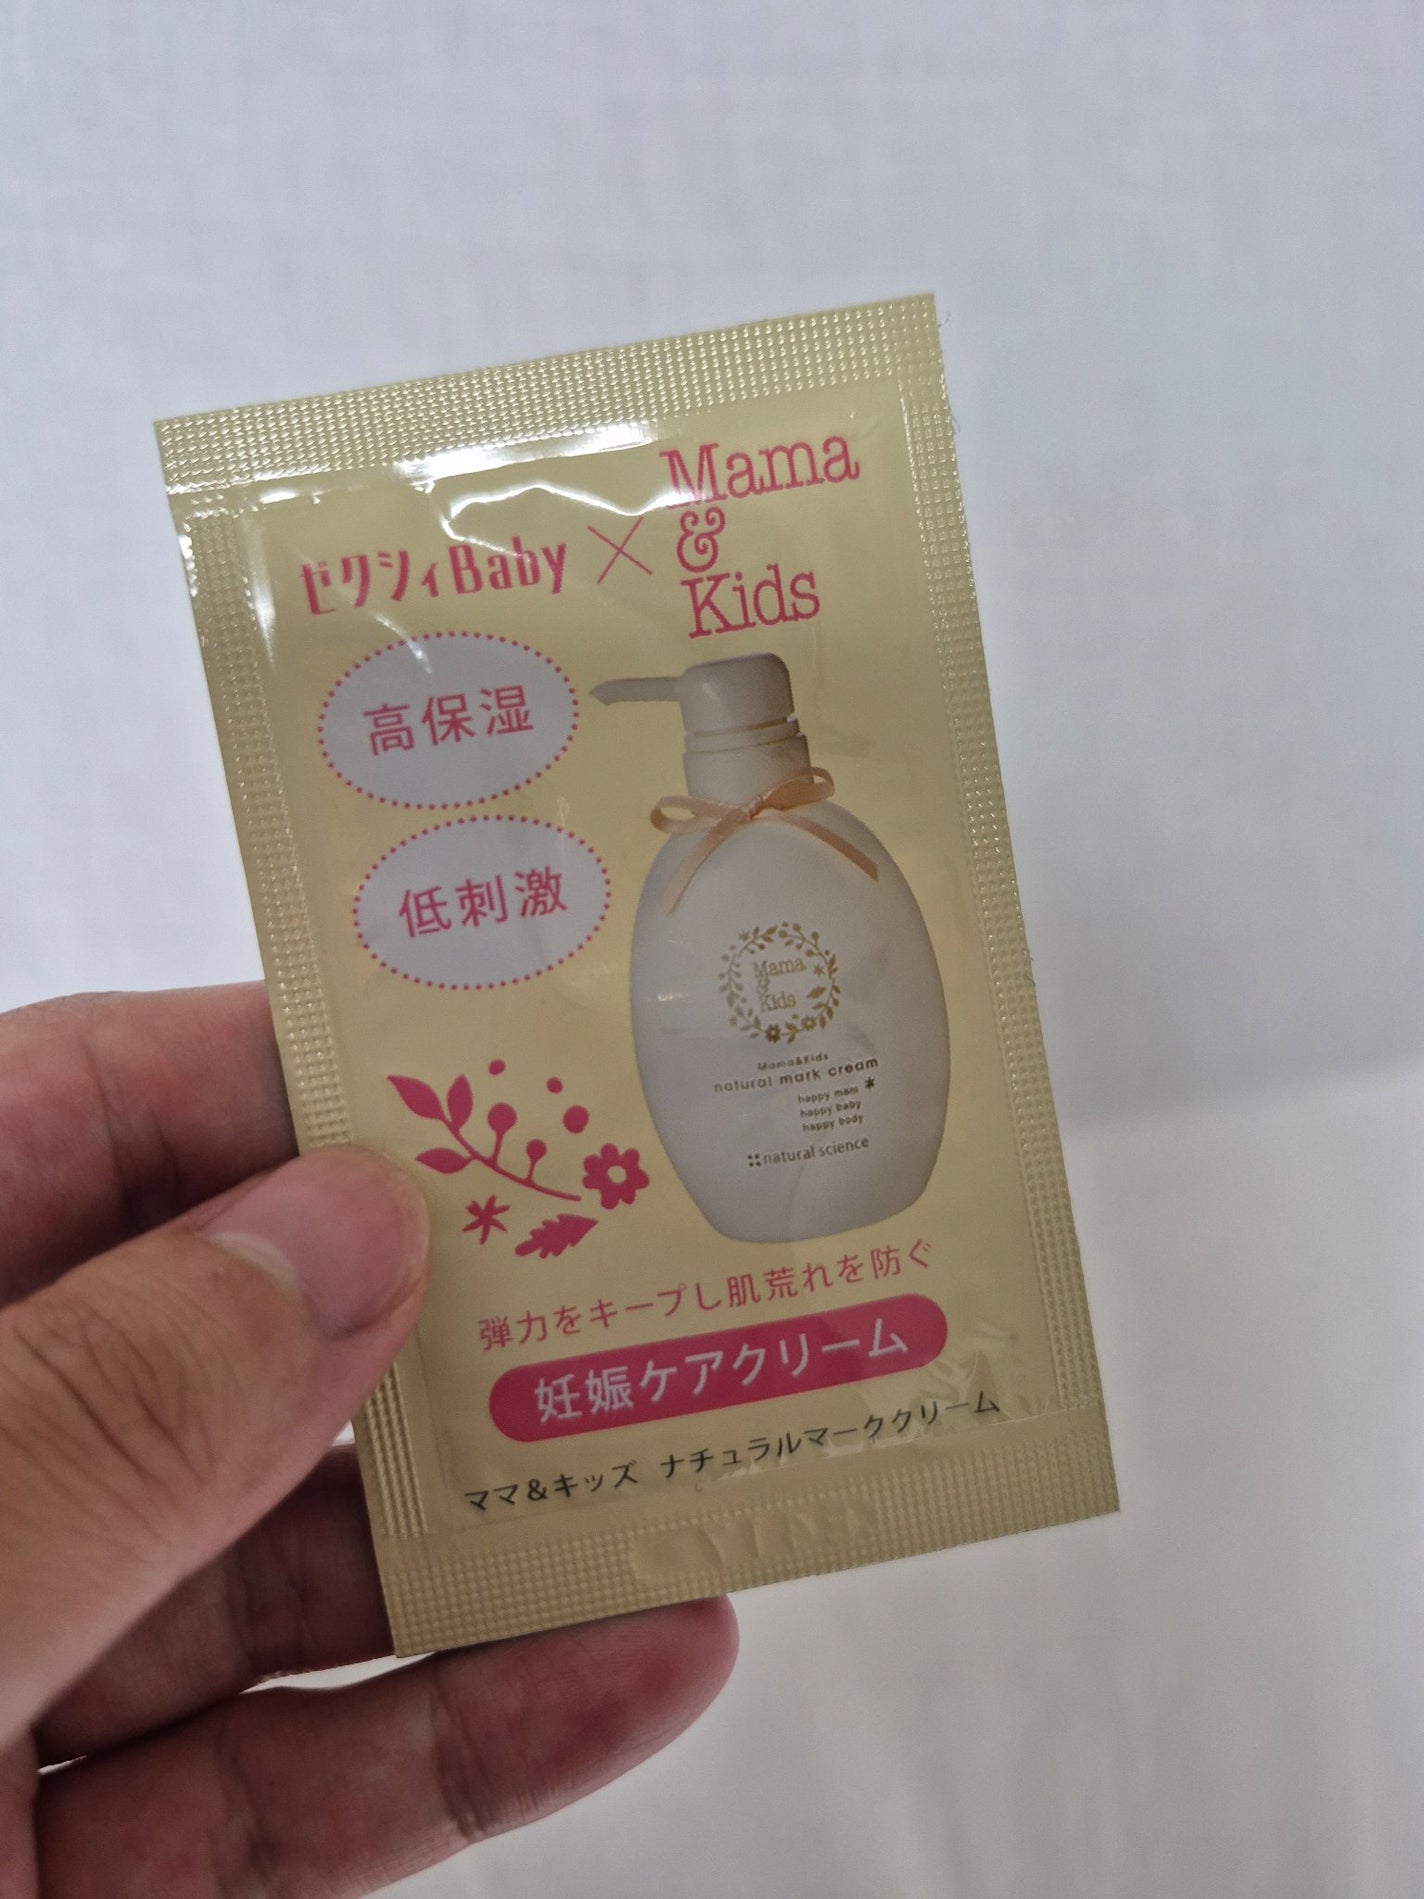 ゼクシィBaby × Mama
&
Kids
高保湿
低刺激
Mama
&
Kids
Mama&Kids
natural mark cream
happy mam *
happy baby
happy body
natural science
弾力をキープし肌荒れを防ぐ
妊娠ケアクリーム
ママ&キッズ ナチュラルマーククリーム